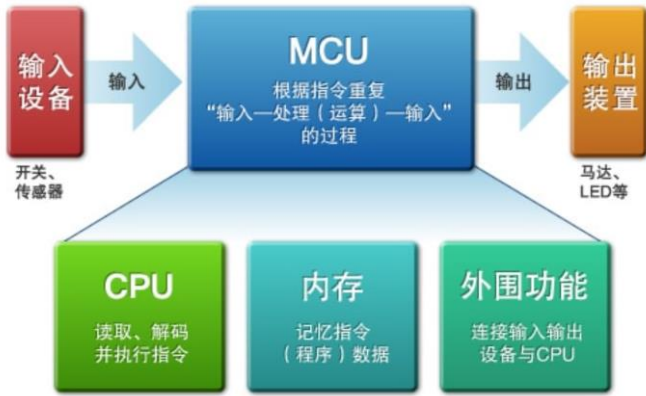 输入
设备
输入
MCU
根据指令重复
“输入—处理（运算）—输入”
的过程
输出
输出
装置
开关、
传感器
马达、
LED等
CPU
读取、解码
并执行指令
内存
记忆指令
（程序）数据
外围功能
连接输入输出
设备与CPU